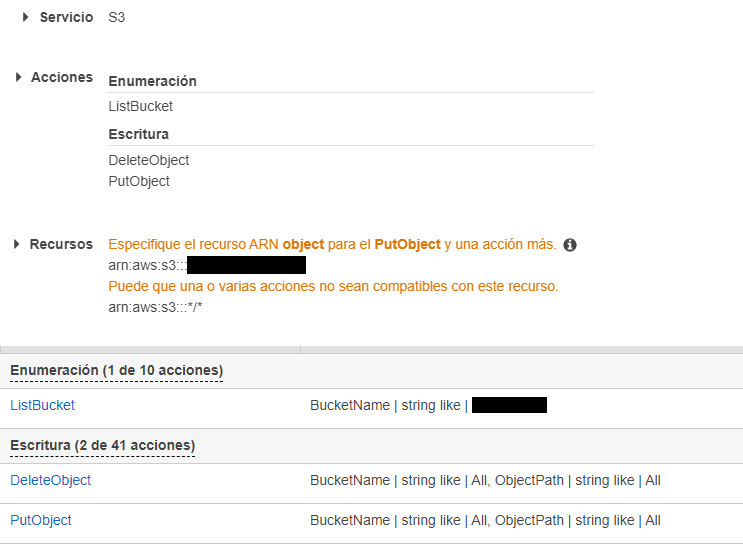 Servicio S3
Acciones Enumeración
ListBucket
Escritura
DeleteObject
PutObject
Recursos Especifique el recurso ARN object para el PutObject y una acción más.
arn:aws:s3:::
Puede que una o varias acciones no sean compatibles con este recurso.
arn:aws:s3:::*/*
Enumeración (1 de 10 acciones)
ListBucket BucketName | string like |
Escritura (2 de 41 acciones)
DeleteObject BucketName | string like | All, ObjectPath | string like | All
PutObject BucketName | string like | All, ObjectPath | string like | All